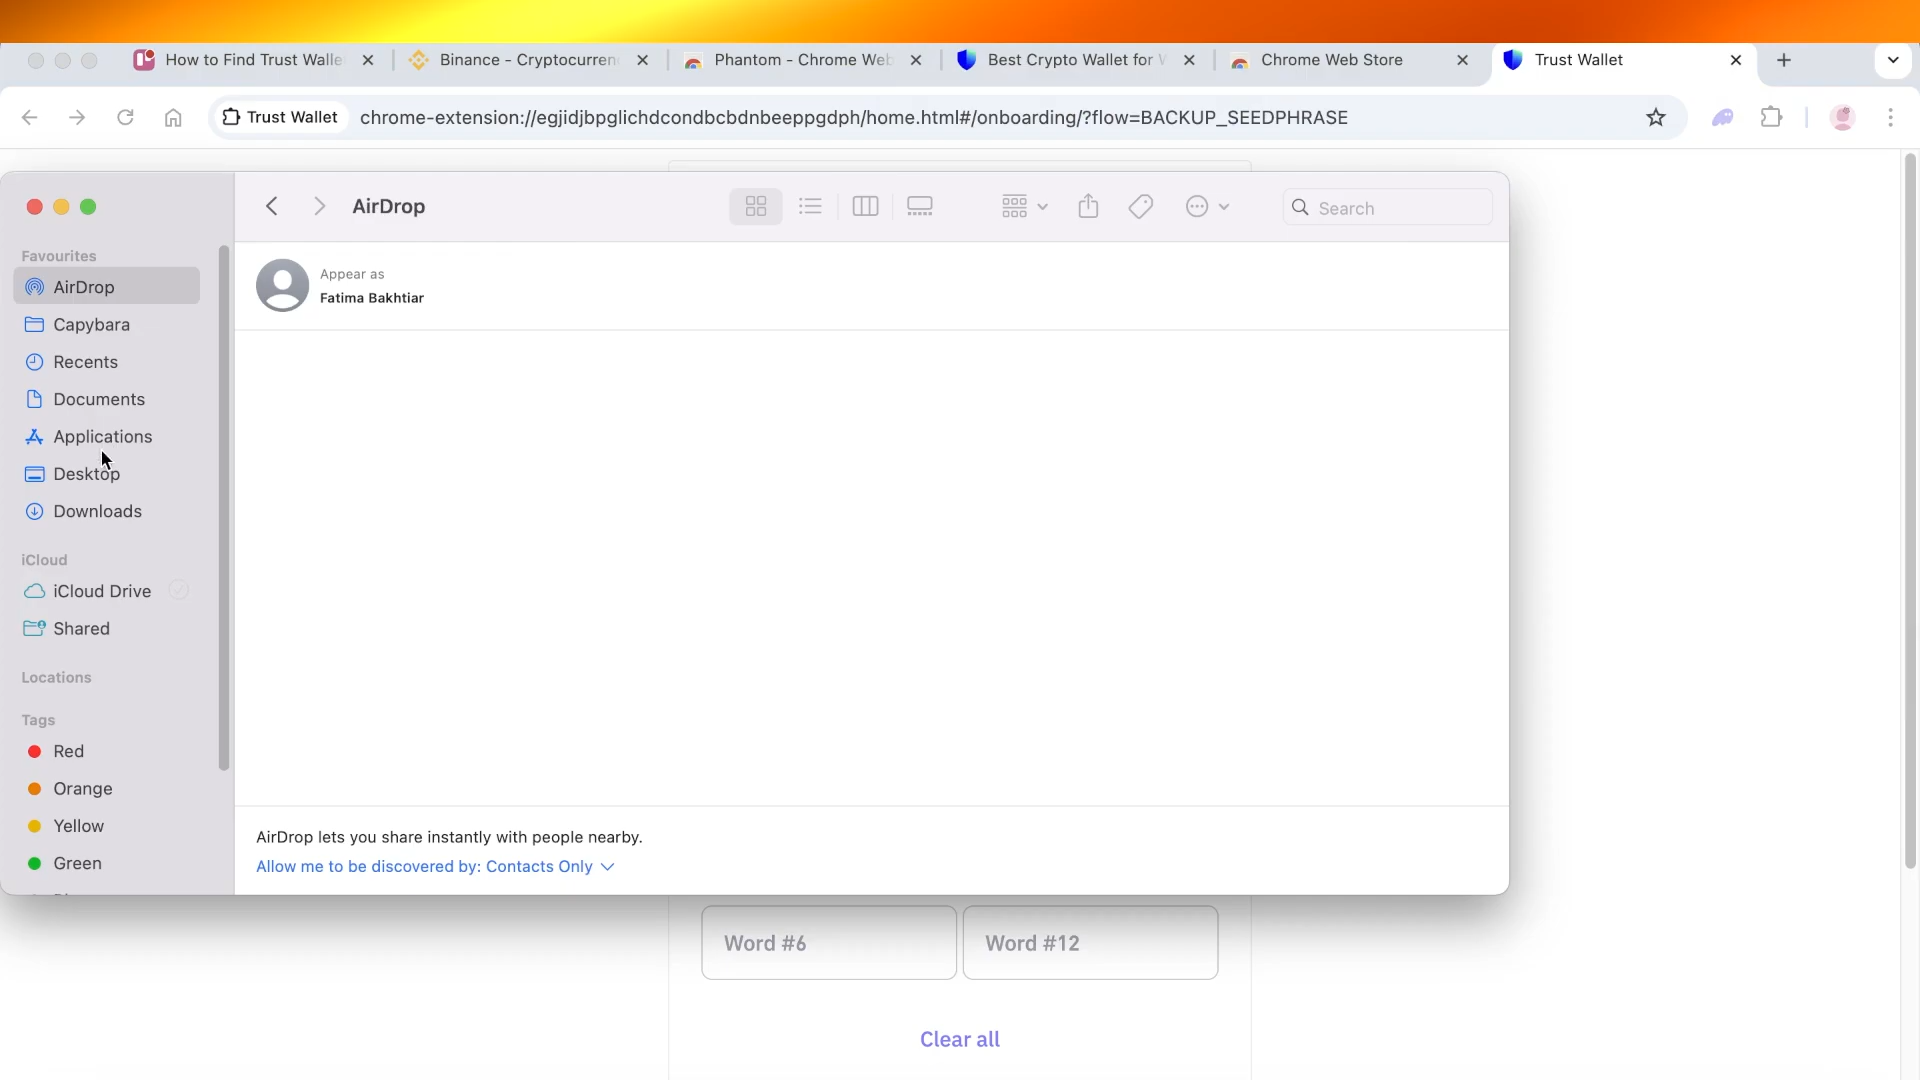 How to Find Trust Walle
Binance - Cryptocurren
Phantom - Chrome Web
Best Crypto Wallet for W
Chrome Web Store
Trust Wallet
Trust Wallet
chrome-extension://egjidjbpglichdcondbcbdnbeeppgdph/home.html#/onboarding/?flow=BACKUP_SEEDPHRASE
AirDrop
Search
Favourites
AirDrop
Capybara
Recents
Documents
Applications
Desktop
Downloads
iCloud
iCloud Drive
Shared
Locations
Tags
Red
Orange
Yellow
Green
Appear as
Fatima Bakhtiar
AirDrop lets you share instantly with people nearby.
Allow me to be discovered by: Contacts Only
Word #6
Word #12
Clear all